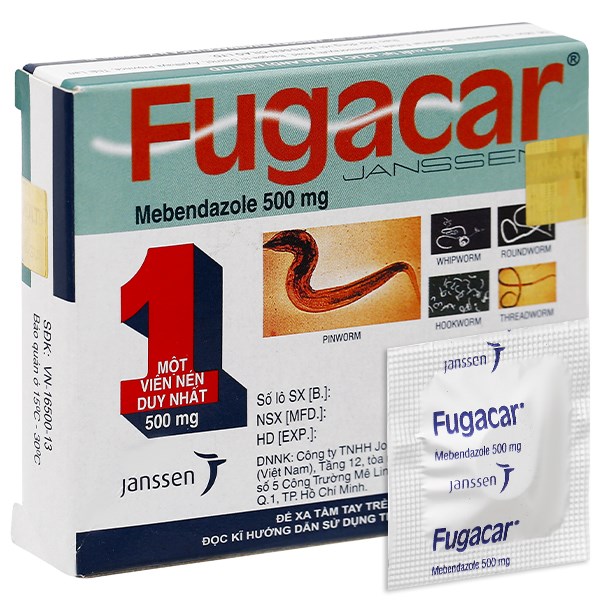 Fugacar®
JANSSEN
Mebendazole 500 mg
WHIPWORM
ROUNDWORM
PINWORM
HOOKWORM
THREADWORM
1
MỘT
VIÊN NÉN
DUY NHẤT
500 mg
Số lô SX [B.]:
NSX [MFD.]:
HD [EXP.]:
DNNK: Công ty TNHH Jo
(Việt Nam), Tầng 12, tòa
số 5 Công Trường Mê Lin
Q.1, TP. Hồ Chí Minh.
janssen
ĐỂ XA TẦM TAY TRẺ
ĐỌC KĨ HƯỚNG DẪN SỬ DỤNG
SĐK: VN-16500-13
Bảo quản ở 15ºC - 30ºC
janssen
Fugacar®
Mebendazole 500 mg
janssen
Fugacar®
Mebendazole 500 mg